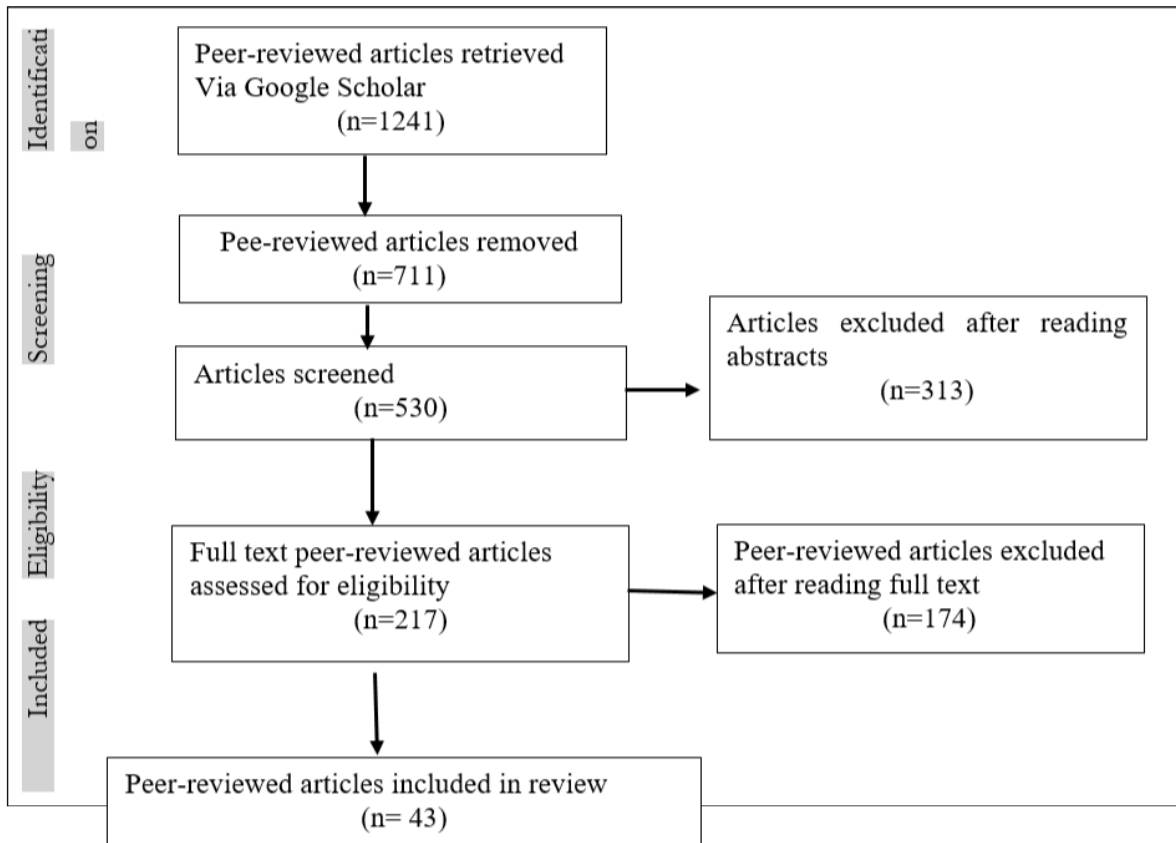 Identificati
on
Peer-reviewed articles retrieved
Via Google Scholar
(n=1241)
Screening
Pee-reviewed articles removed
(n=711)
Articles screened
(n=530)
Articles excluded after reading
abstracts
(n=313)
Eligibility
Full text peer-reviewed articles
assessed for eligibility
(n=217)
Peer-reviewed articles excluded
after reading full text
(n=174)
Included
Peer-reviewed articles included in review
(n= 43)